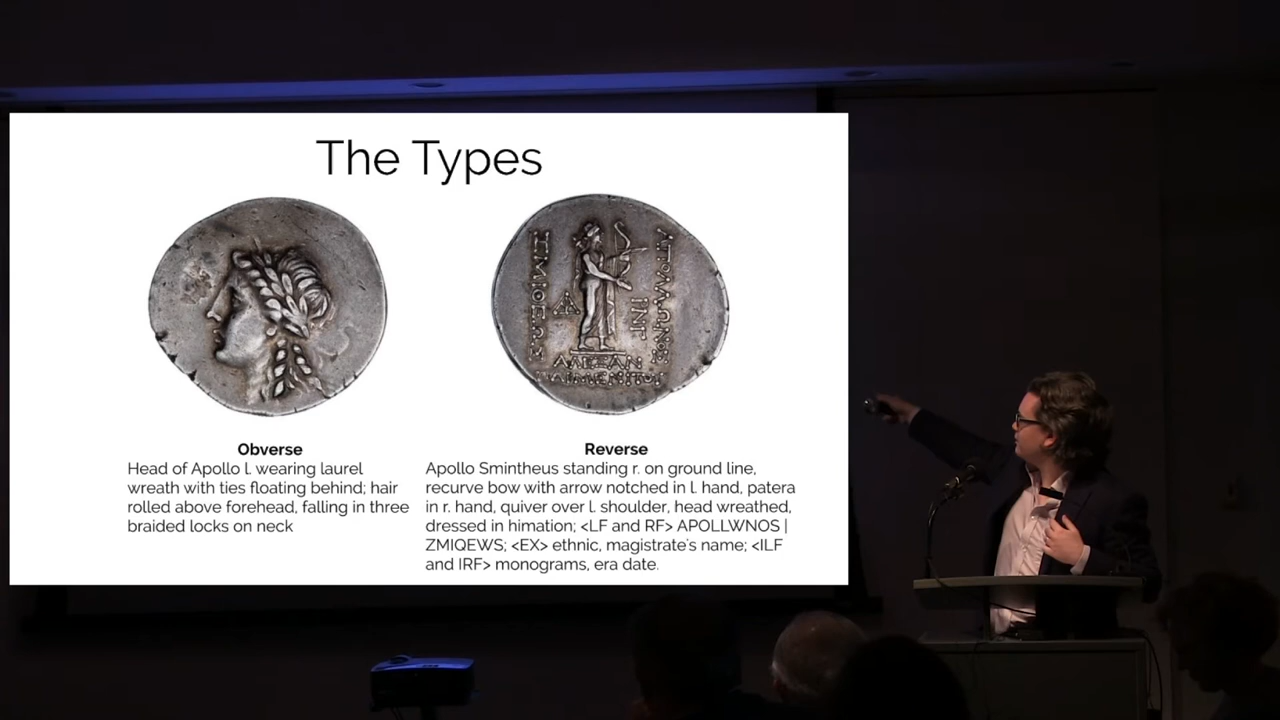 The Types
ΣΜΙΘΕΩΣ
ΑΠΟΛΛΩΝΟΣ
Obverse
Head of Apollo l. wearing laurel
wreath with ties floating behind; hair
rolled above forehead, falling in three
braided locks on neck
Reverse
Apollo Smintheus standing r. on ground line,
recurve bow with arrow notched in l. hand, patera
in r. hand, quiver over l. shoulder, head wreathed,
dressed in himation; <LF and RF> APOLLWNOS |
ZMIQEWS; <EX> ethnic, magistrate's name; <ILF
and IRF> monograms, era date.